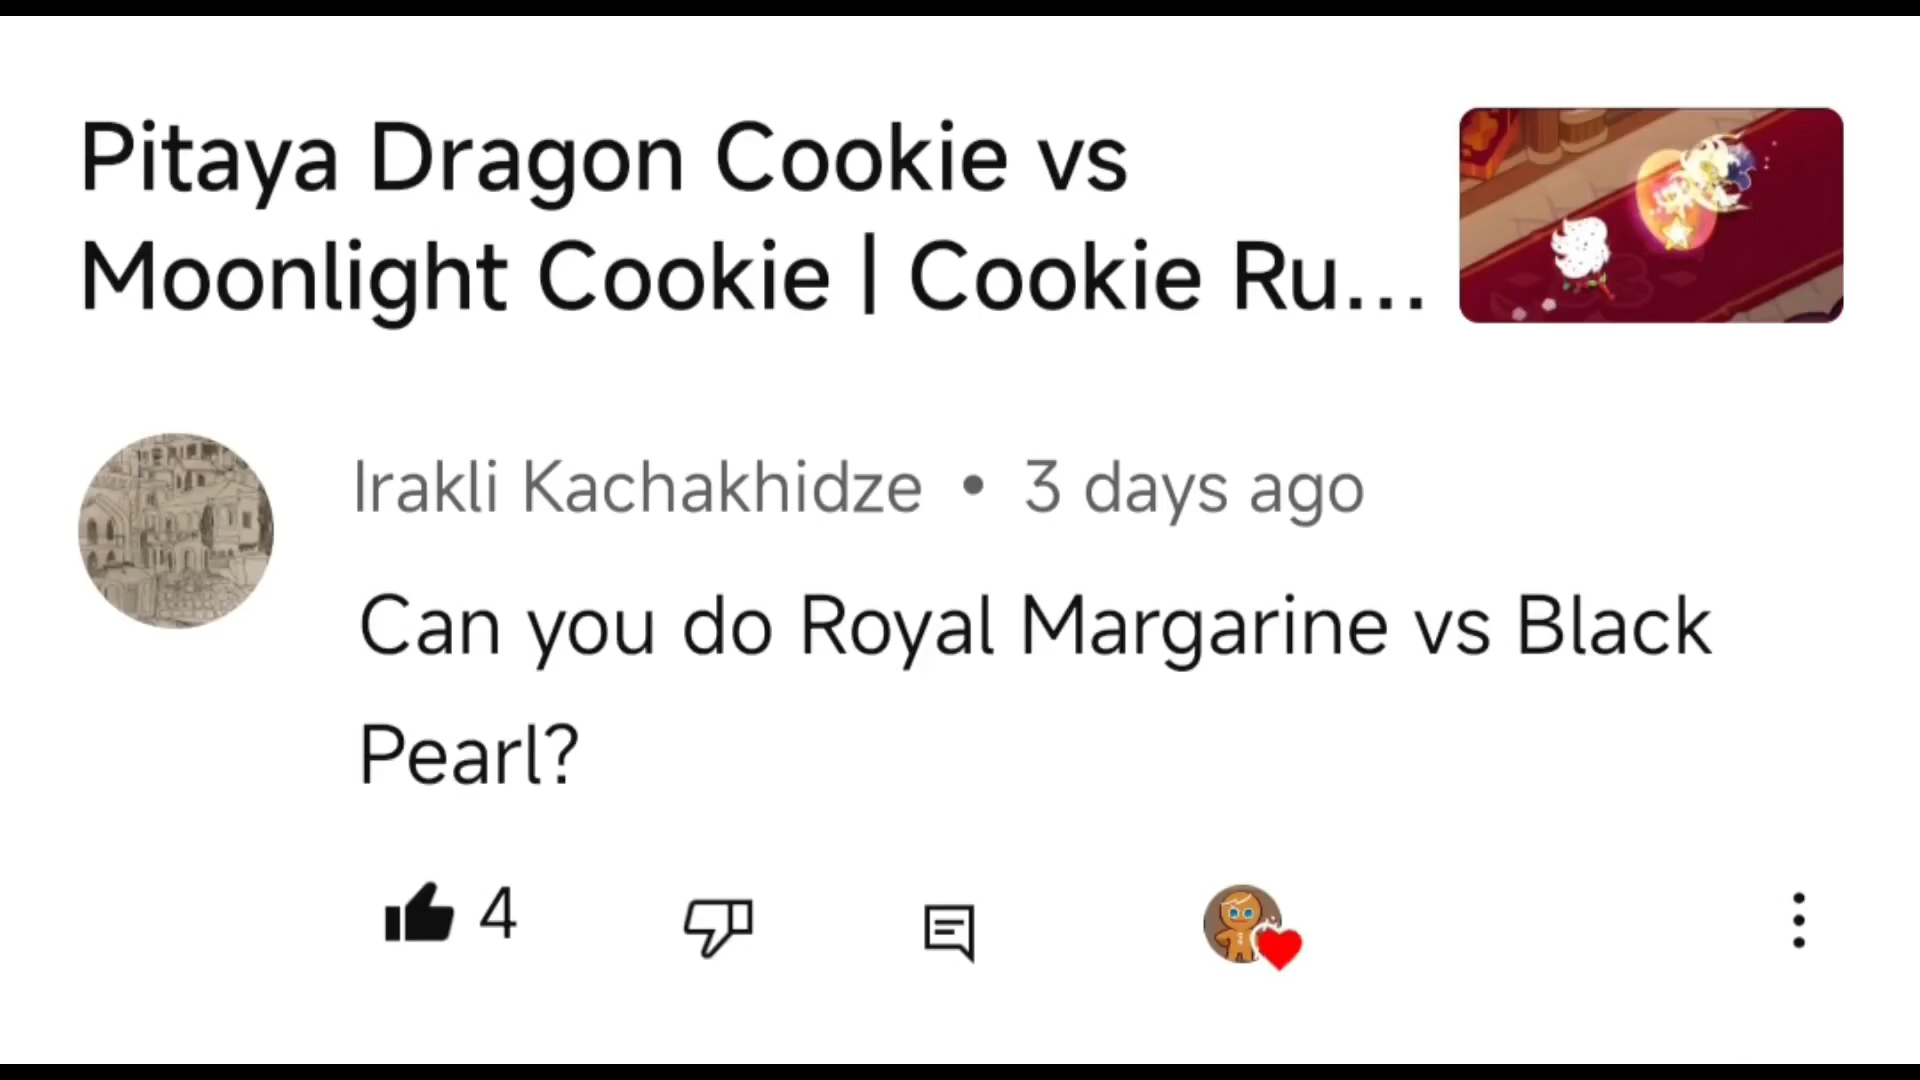 Pitaya Dragon Cookie vs
Moonlight Cookie | Cookie Ru...
Irakli Kachakhidze • 3 days ago
Can you do Royal Margarine vs Black
Pearl?
4